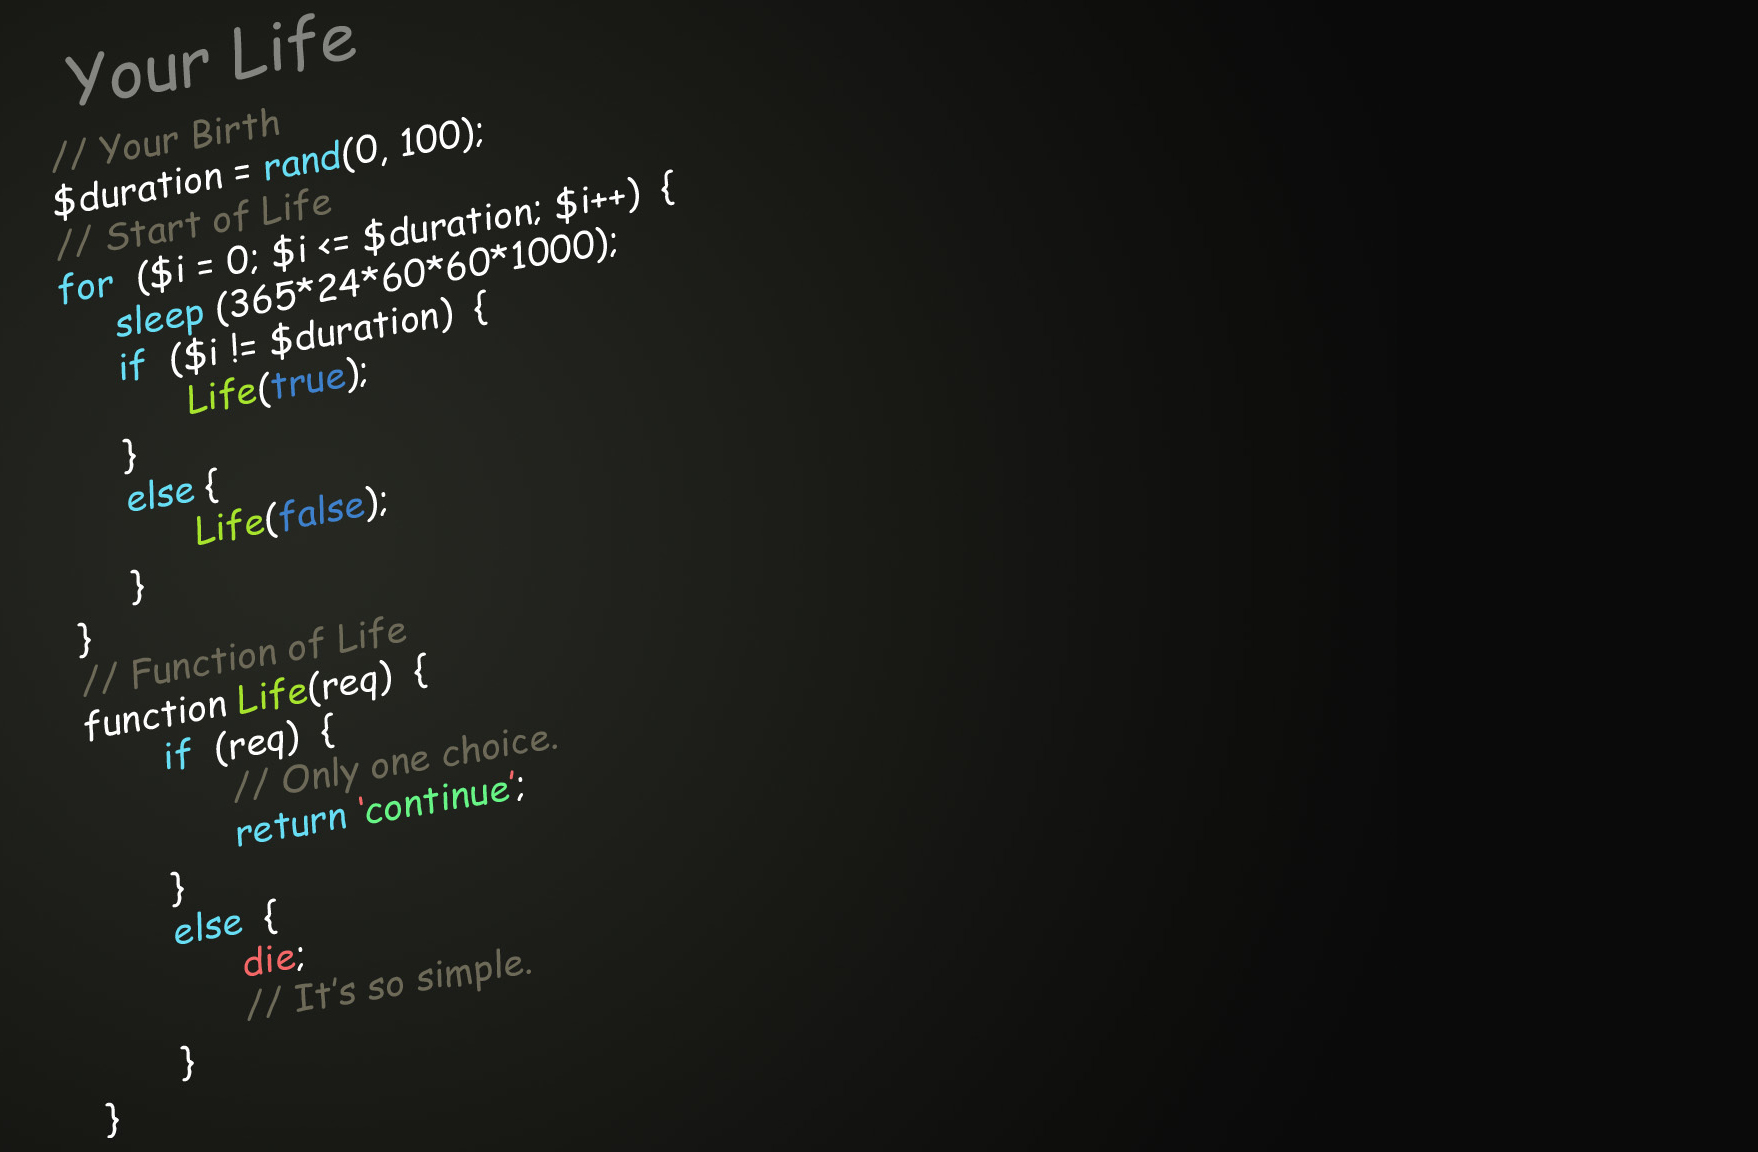 Your Life
// Your Birth
$duration = rand(0, 100);
// Start of Life
for ($i = 0; $i <= $duration; $i++) {
sleep (365*24*60*60*1000);
if ($i != $duration) {
Life(true);
}
else {
Life(false);
}
}
// Function of Life
function Life(req) {
if (req) {
// Only one choice.
return 'continue';
}
else {
die;
// It's so simple.
}
}